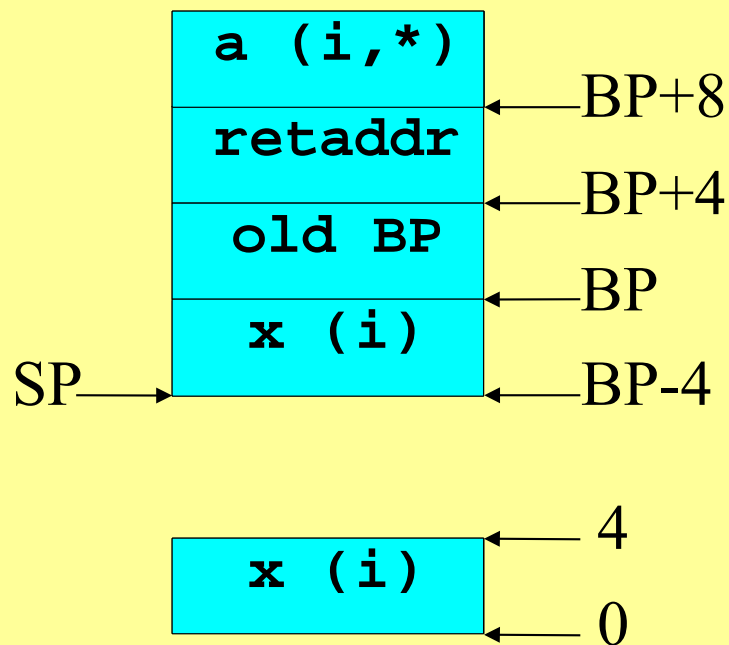 a (i,*)
BP+8
retaddr
BP+4
old BP
BP
x (i)
SP
BP-4
4
x (i)
0